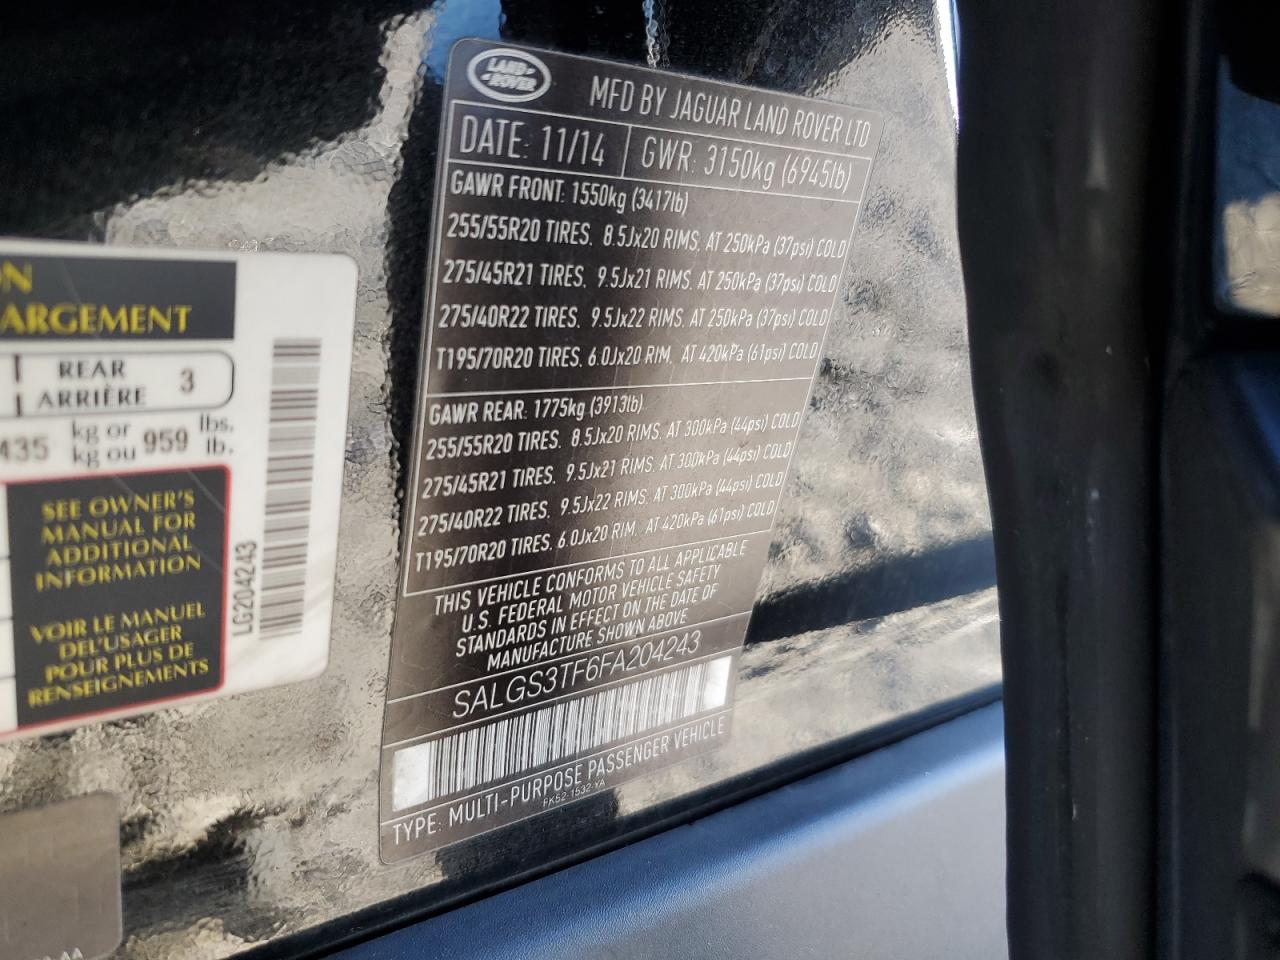 ON
ARGEMENT
REAR
ARRIÈRE 3
435 kg or 959 lbs.
kg ou lb.
SEE OWNER'S
MANUAL FOR
ADDITIONAL
INFORMATION
VOIR LE MANUEL
DEL'USAGER
POUR PLUS DE
RENSEIGNEMENTS
LG204243
LAND
ROVER
MFD BY JAGUAR LAND ROVER LTD
DATE: 11/14 GWR: 3150kg (6945lb)
GAWR FRONT: 1550kg (3417lb)
255/55R20 TIRES, 8.5Jx20 RIMS, AT 250kPa (37psi) COLD
275/45R21 TIRES, 9.5Jx21 RIMS, AT 250kPa (37psi) COLD
275/40R22 TIRES, 9.5Jx22 RIMS, AT 250kPa (37psi) COLD
T195/70R20 TIRES, 6.0Jx20 RIM, AT 420kPa (61psi) COLD
GAWR REAR: 1775kg (3913lb)
255/55R20 TIRES, 8.5Jx20 RIMS, AT 300kPa (44psi) COLD
275/45R21 TIRES, 9.5Jx21 RIMS, AT 300kPa (44psi) COLD
275/40R22 TIRES, 9.5Jx22 RIMS, AT 300kPa (44psi) COLD
T195/70R20 TIRES, 6.0Jx20 RIM, AT 420kPa (61psi) COLD
THIS VEHICLE CONFORMS TO ALL APPLICABLE
U.S. FEDERAL MOTOR VEHICLE SAFETY
STANDARDS IN EFFECT ON THE DATE OF
MANUFACTURE SHOWN ABOVE
SALGS3TF6FA204243
TYPE: MULTI-PURPOSE PASSENGER VEHICLE
FK52-1532-YA